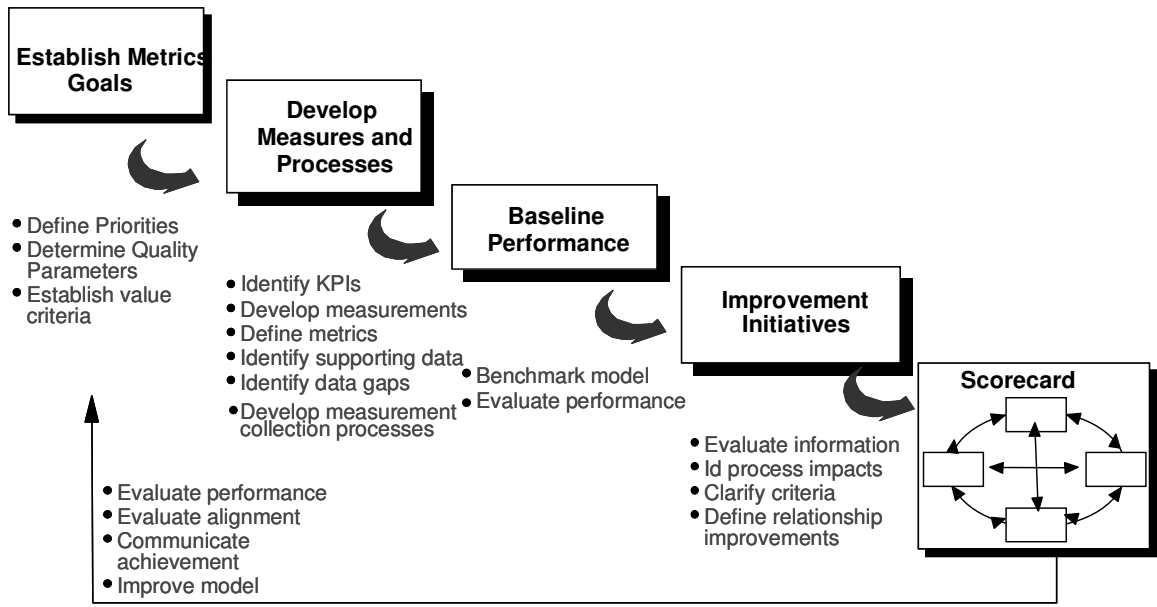 Establish Metrics
Goals
Develop
Measures and
Processes
Baseline
Performance
Improvement
Initiatives
Scorecard
• Define Priorities
• Determine Quality
Parameters
• Establish value
criteria
• Identify KPIs
• Develop measurements
• Define metrics
• Identify supporting data
• Identify data gaps
• Develop measurement
collection processes
• Benchmark model
• Evaluate performance
• Evaluate information
• Id process impacts
• Clarify criteria
• Define relationship
improvements
• Evaluate performance
• Evaluate alignment
• Communicate
achievement
• Improve model